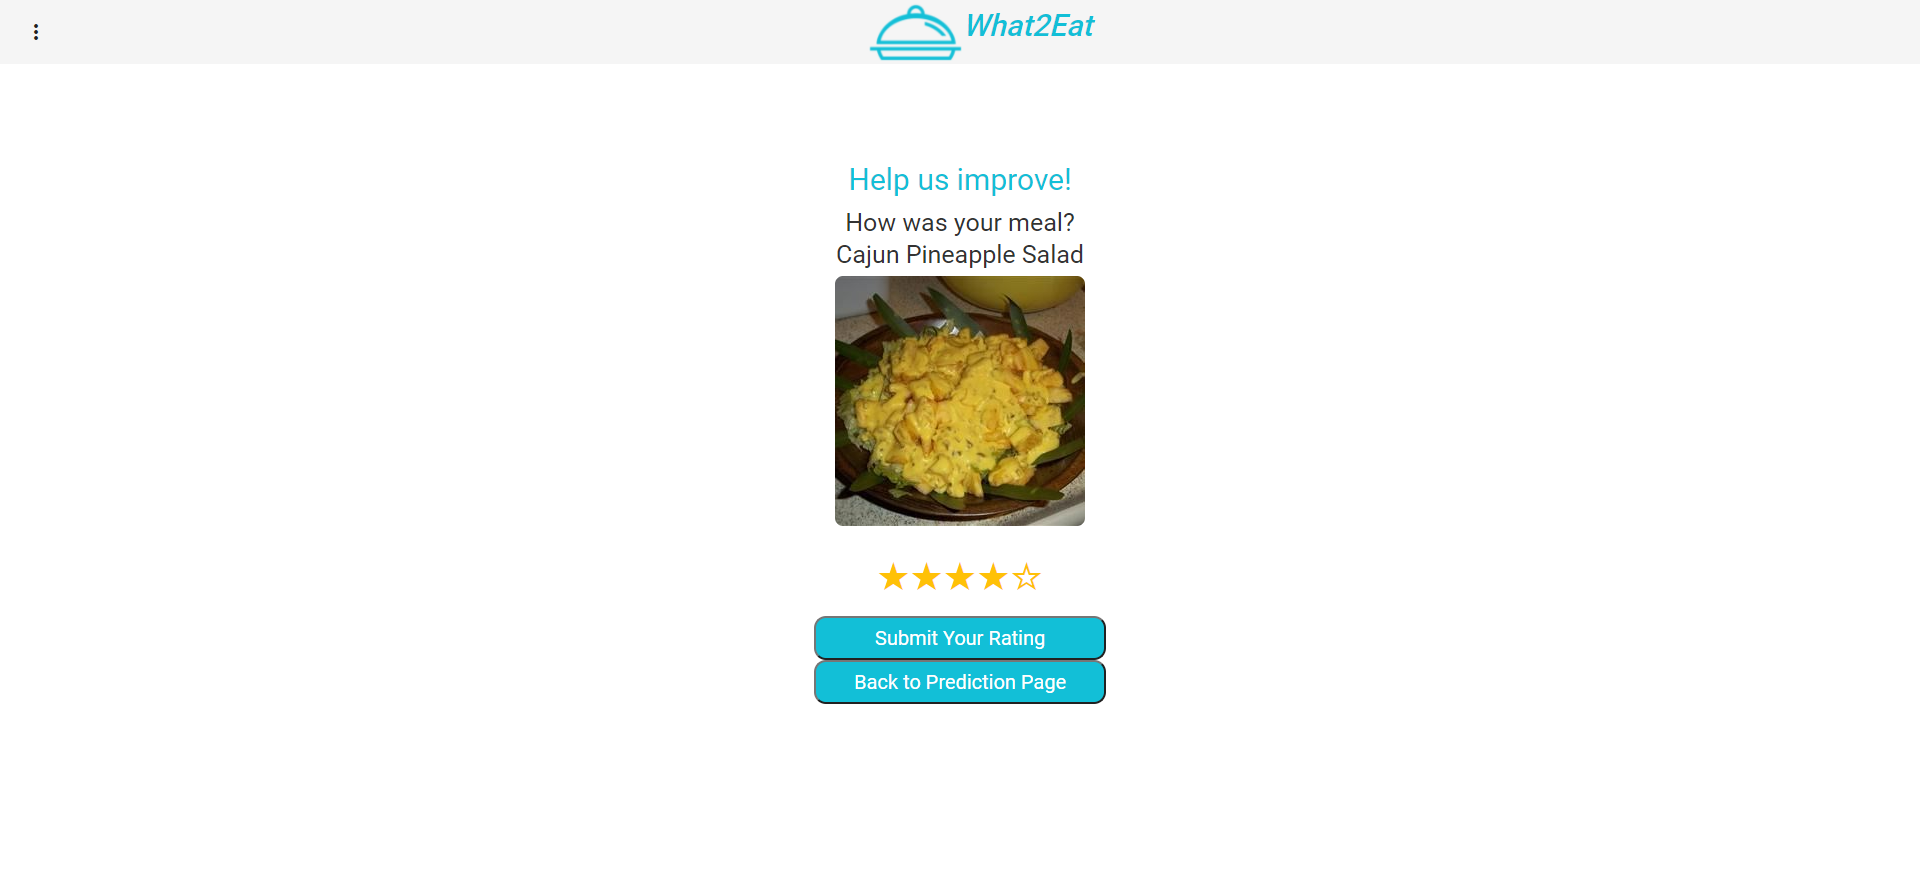 What2Eat
Help us improve!
How was your meal?
Cajun Pineapple Salad
Submit Your Rating
Back to Prediction Page